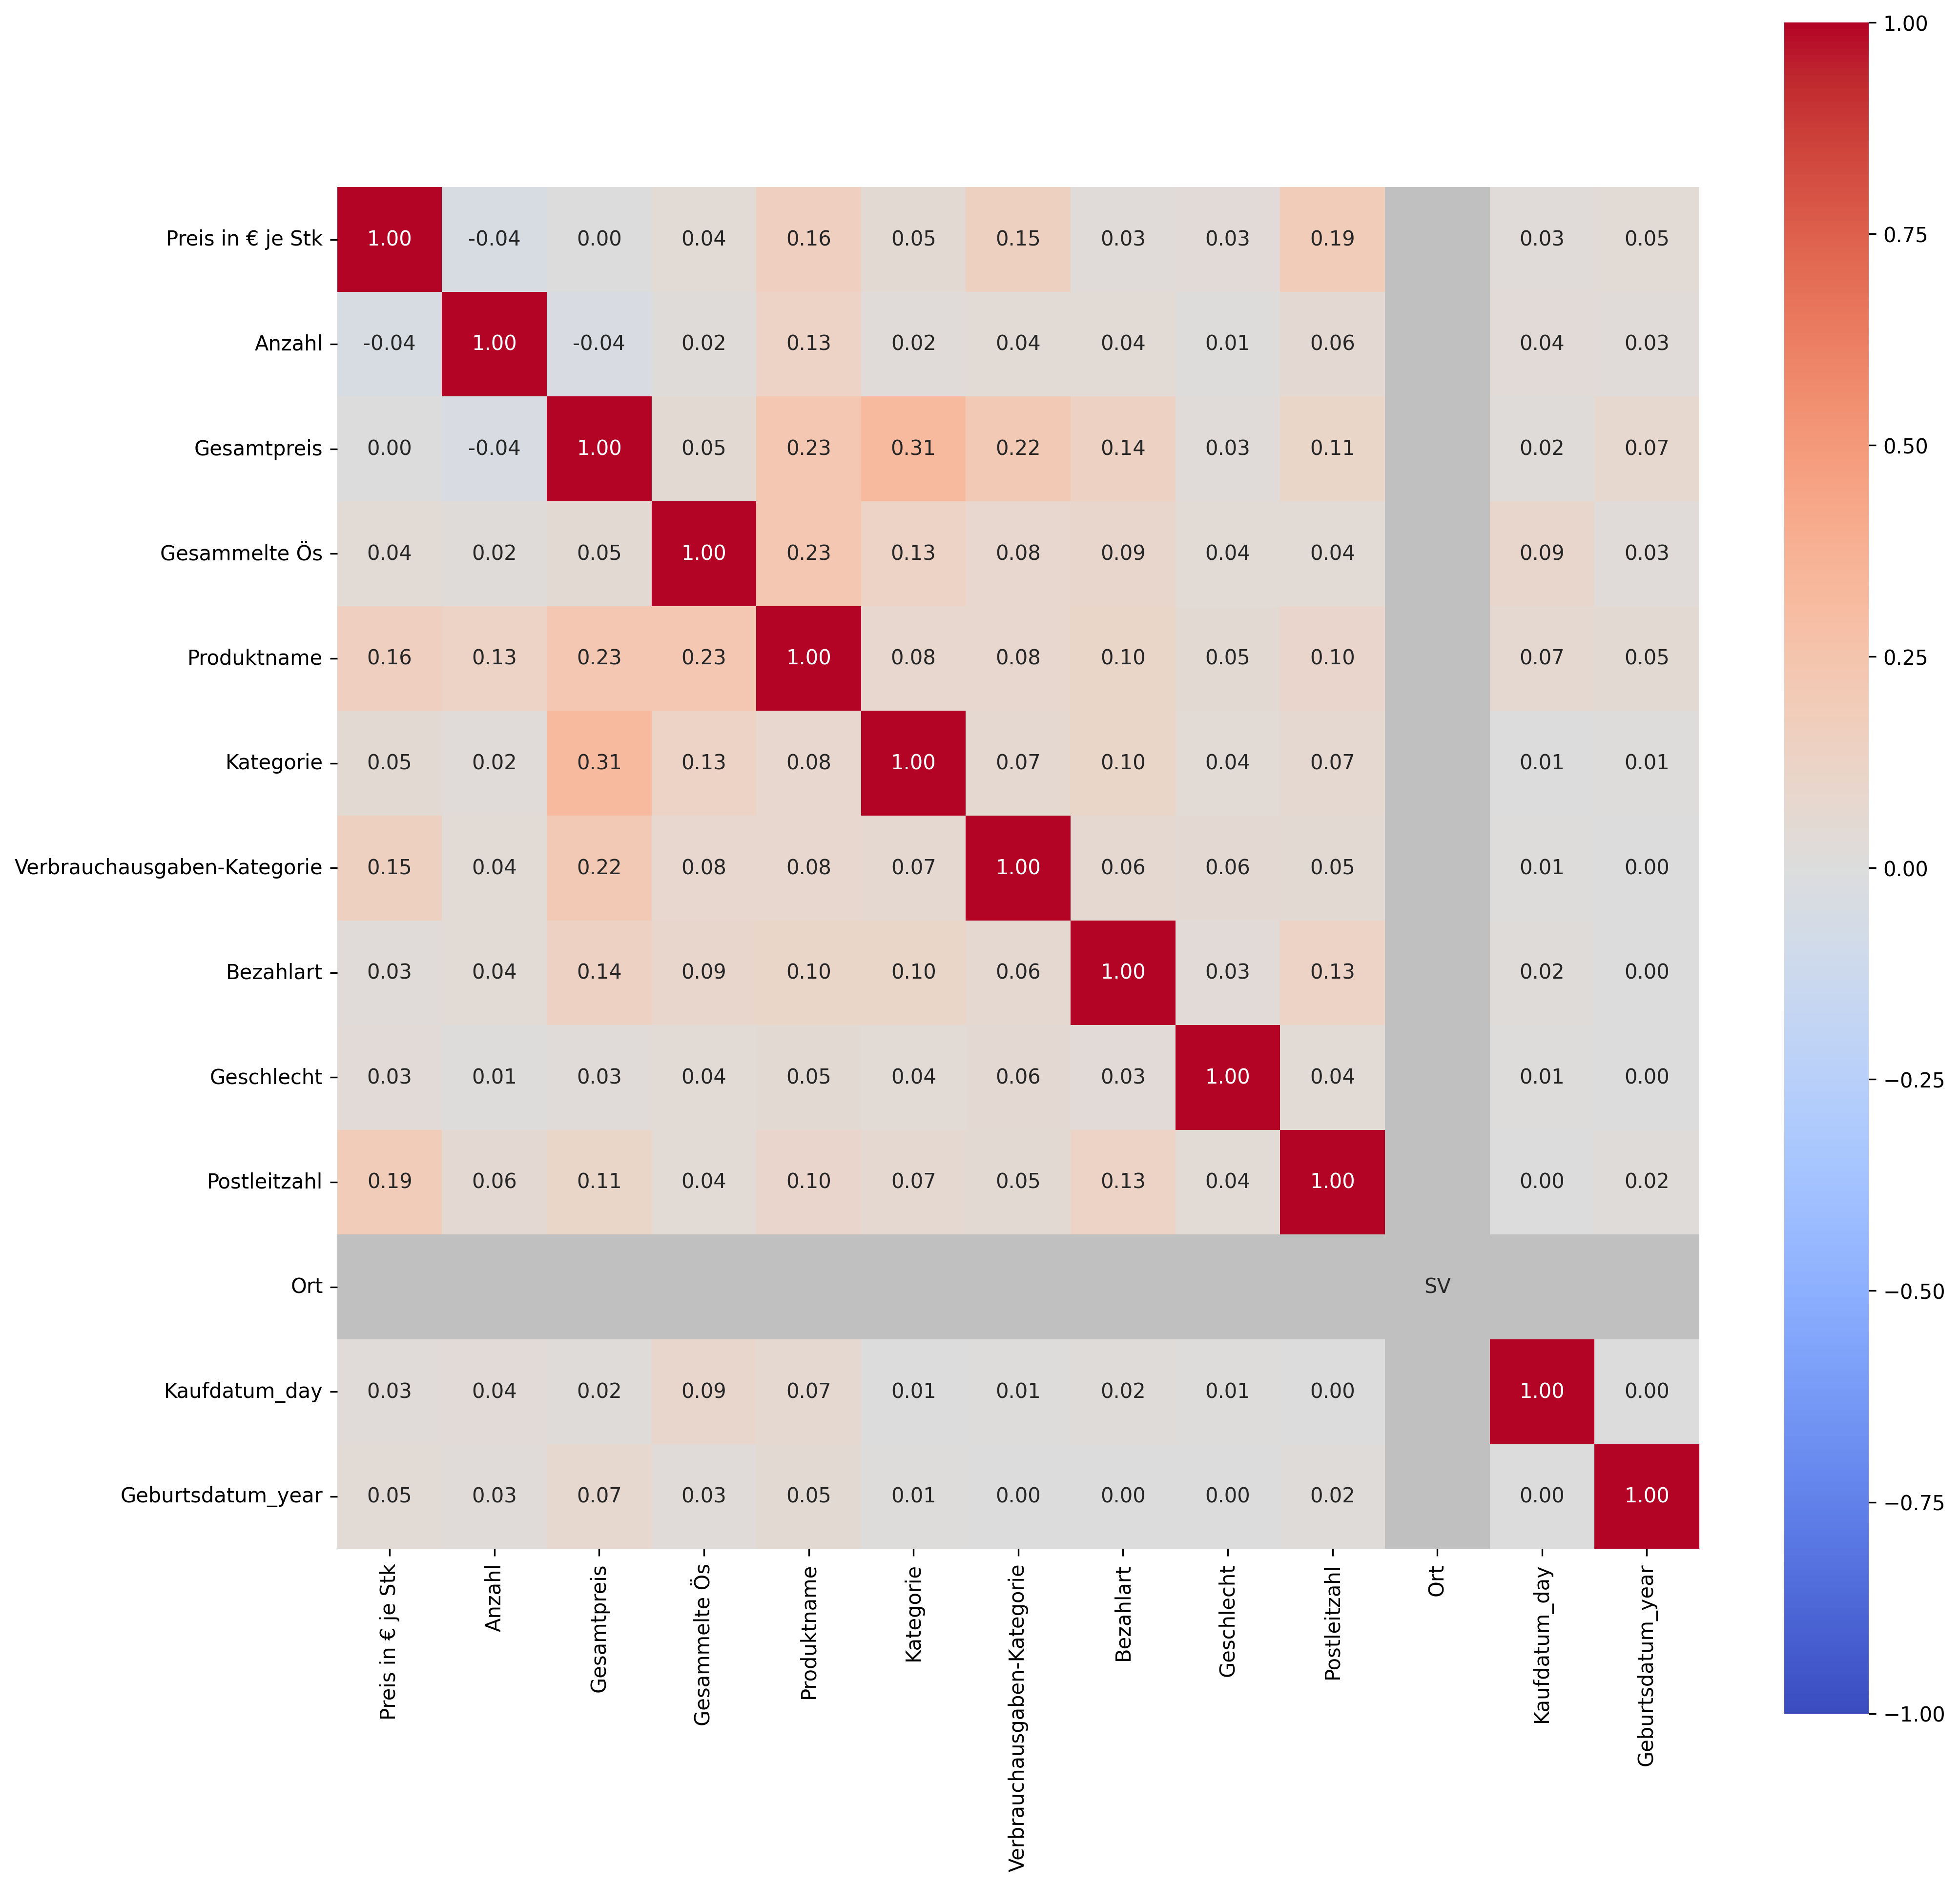 Preis in € je Stk 1.00 -0.04 0.00 0.04 0.16 0.05 0.15 0.03 0.03 0.19 0.03 0.05
Anzahl -0.04 1.00 -0.04 0.02 0.13 0.02 0.04 0.04 0.01 0.06 0.04 0.03
Gesamtpreis 0.00 -0.04 1.00 0.05 0.23 0.31 0.22 0.14 0.03 0.11 0.02 0.07
Gesammelte Ös 0.04 0.02 0.05 1.00 0.23 0.13 0.08 0.09 0.04 0.04 0.09 0.03
Produktname 0.16 0.13 0.23 0.23 1.00 0.08 0.08 0.10 0.05 0.10 0.07 0.05
Kategorie 0.05 0.02 0.31 0.13 0.08 1.00 0.07 0.10 0.04 0.07 0.01 0.01
Verbrauchausgaben-Kategorie 0.15 0.04 0.22 0.08 0.08 0.07 1.00 0.06 0.06 0.05 0.01 0.00
Bezahlart 0.03 0.04 0.14 0.09 0.10 0.10 0.06 1.00 0.03 0.13 0.02 0.00
Geschlecht 0.03 0.01 0.03 0.04 0.05 0.04 0.06 0.03 1.00 0.04 0.01 0.00
Postleitzahl 0.19 0.06 0.11 0.04 0.10 0.07 0.05 0.13 0.04 1.00 0.00 0.02
Ort SV
Kaufdatum_day 0.03 0.04 0.02 0.09 0.07 0.01 0.01 0.02 0.01 0.00 1.00 0.00
Geburtsdatum_year 0.05 0.03 0.07 0.03 0.05 0.01 0.00 0.00 0.00 0.02 0.00 1.00
Preis in € je Stk
Anzahl
Gesamtpreis
Gesammelte Ös
Produktname
Kategorie
Verbrauchausgaben-Kategorie
Bezahlart
Geschlecht
Postleitzahl
Ort
Kaufdatum_day
Geburtsdatum_year
1.00
0.75
0.50
0.25
0.00
−0.25
−0.50
−0.75
−1.00